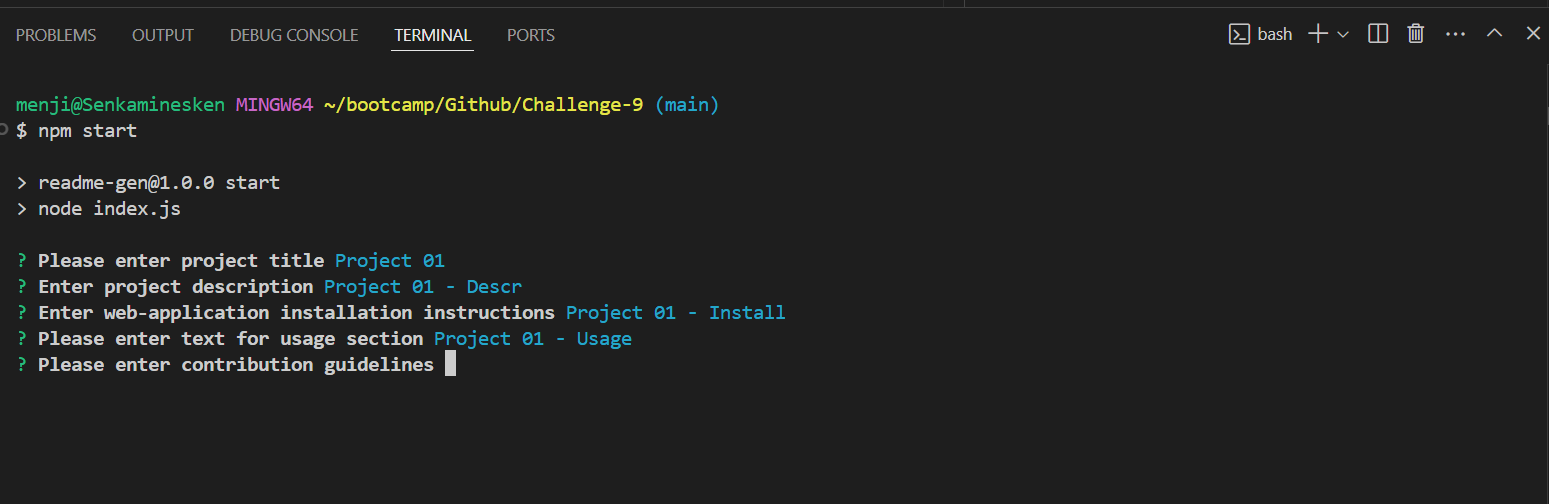 PROBLEMS OUTPUT DEBUG CONSOLE TERMINAL PORTS bash
menji@Senkaminesken MINGW64 ~/bootcamp/Github/Challenge-9 (main)
$ npm start
> readme-gen@1.0.0 start
> node index.js
? Please enter project title Project 01
? Enter project description Project 01 - Descr
? Enter web-application installation instructions Project 01 - Install
? Please enter text for usage section Project 01 - Usage
? Please enter contribution guidelines